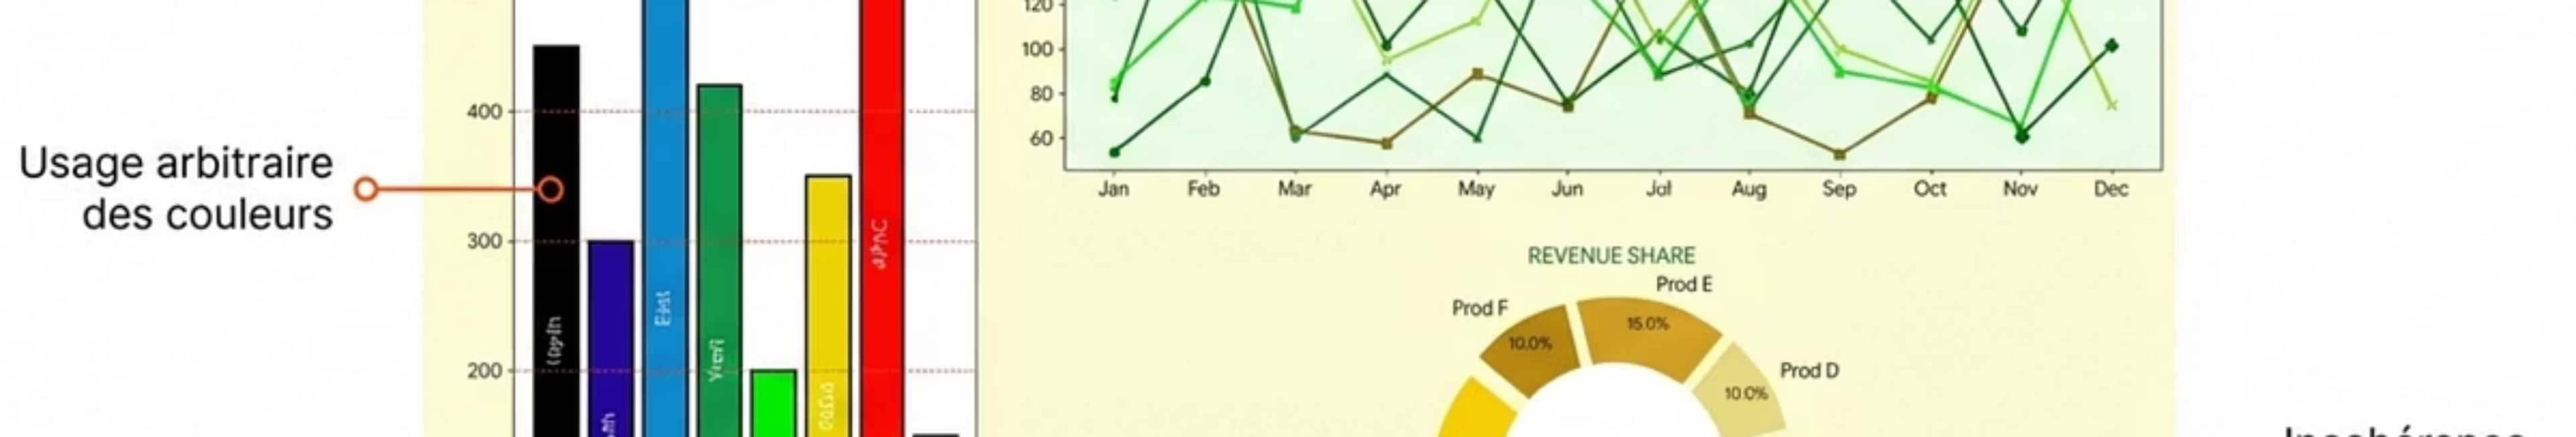 Usage arbitraire
des couleurs
400
300
200
East
120
100
80
60
Jan Feb Mar Apr May Jun Jul Aug Sep Oct Nov Dec
REVENUE SHARE
Prod E
Prod F
15.0%
10.0%
Prod D
10.0%